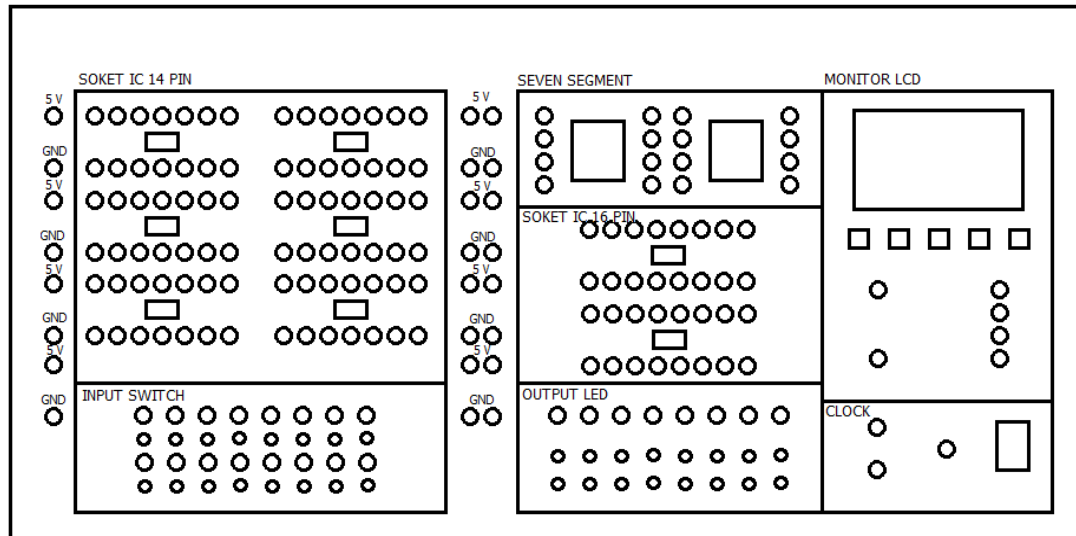 SOKET IC 14 PIN
SEVEN SEGMENT
MONITOR LCD
5 V
5 V
GND
GND
5 V
5 V
SOKET IC 16 PIN
GND
GND
5 V
5 V
GND
GND
5 V
5 V
INPUT SWITCH
OUTPUT LED
GND
GND
CLOCK